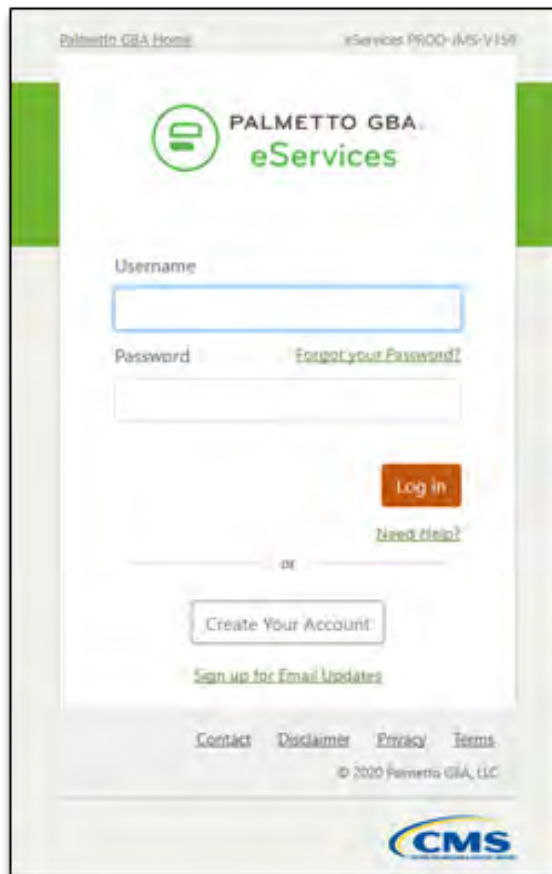 Palmetto GBA Home eServices PROD-JMS-V159
PALMETTO GBA.
eServices
Username
Password Forgot your Password?
Log in
Need Help?
or
Create Your Account
Sign up for Email Updates
Contact Disclaimer Privacy Terms
© 2020 Palmetto GBA, LLC
CMS